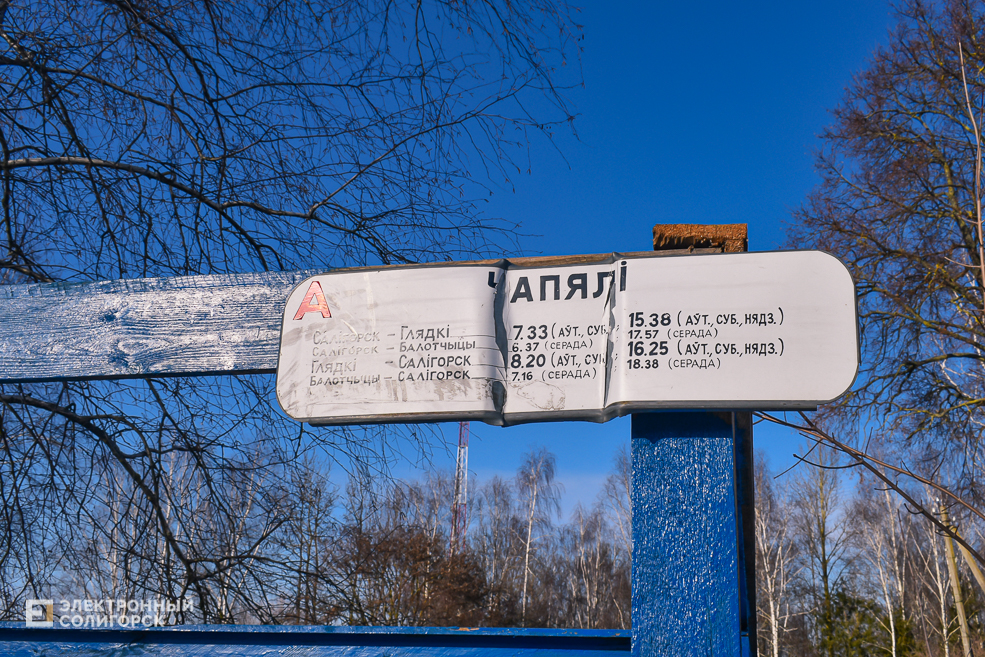 ЧАПЯЛІ
А
САЛІГОРСК – ГЛЯДКІ 7.33 (АЎТ., СУБ., 15.38 (АЎТ., СУБ., НЯДЗ.)
САЛІГОРСК – БАЛОТЧЫЦЫ 6.37 (СЕРАДА) 17.57 (СЕРАДА)
ГЛЯДКІ – САЛІГОРСК 8.20 (АЎТ., СУБ., 16.25 (АЎТ., СУБ., НЯДЗ.)
БАЛОТЧЫЦЫ – САЛІГОРСК 7.16 (СЕРАДА) 18.38 (СЕРАДА)
ЭЛЕКТРОННЫЙ
СОЛИГОРСК